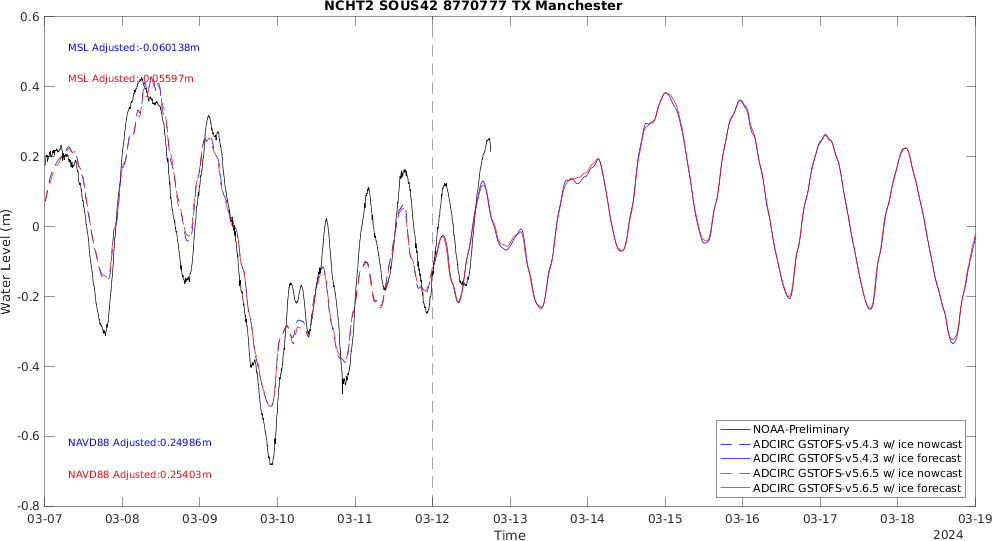 NCHT2 SOUS42 8770777 TX Manchester
0.6
MSL Adjusted:-0.060138m
MSL Adjusted:-0.05597m
0.4
0.2
0
-0.2
-0.4
-0.6
-0.8
Water Level (m)
NAVD88 Adjusted:0.24986m
NAVD88 Adjusted:0.25403m
NOAA-Preliminary
ADCIRC GSTOFS-v5.4.3 w/ ice nowcast
ADCIRC GSTOFS-v5.4.3 w/ ice forecast
ADCIRC GSTOFS-v5.6.5 w/ ice nowcast
ADCIRC GSTOFS-v5.6.5 w/ ice forecast
03-07 03-08 03-09 03-10 03-11 03-12 03-13 03-14 03-15 03-16 03-17 03-18 03-19
Time
2024